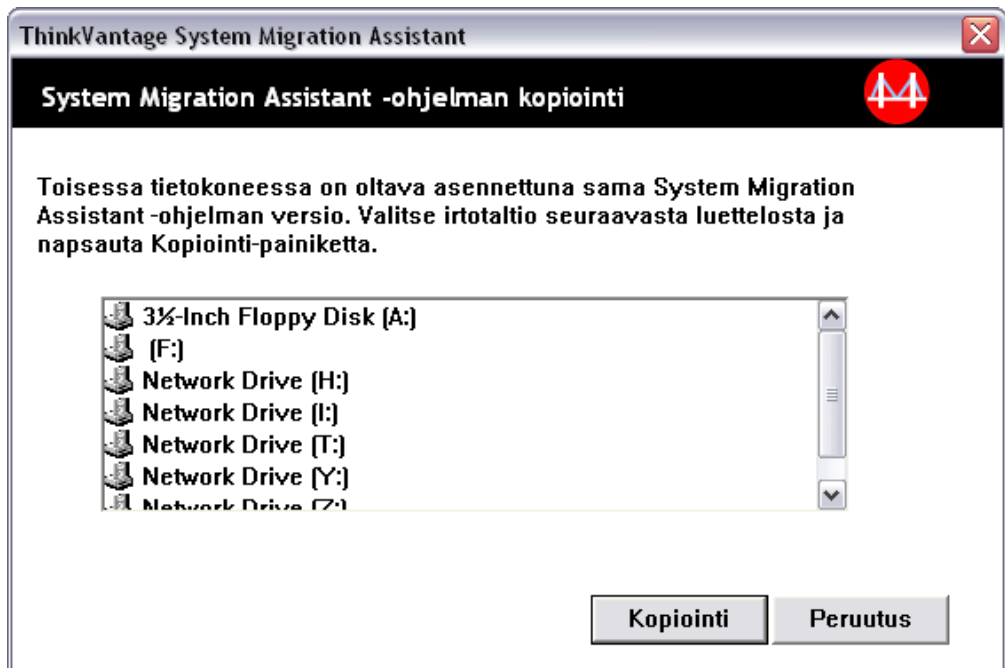 ThinkVantage System Migration Assistant
System Migration Assistant -ohjelman kopiointi
Toisessa tietokoneessa on oltava asennettuna sama System Migration
Assistant -ohjelman versio. Valitse irtotaltio seuraavasta luettelosta ja
napsauta Kopiointi-painiketta.
3½-Inch Floppy Disk (A:)
(F:)
Network Drive (H:)
Network Drive (I:)
Network Drive (T:)
Network Drive (Y:)
Network Drive (Z:)
Kopiointi Peruutus